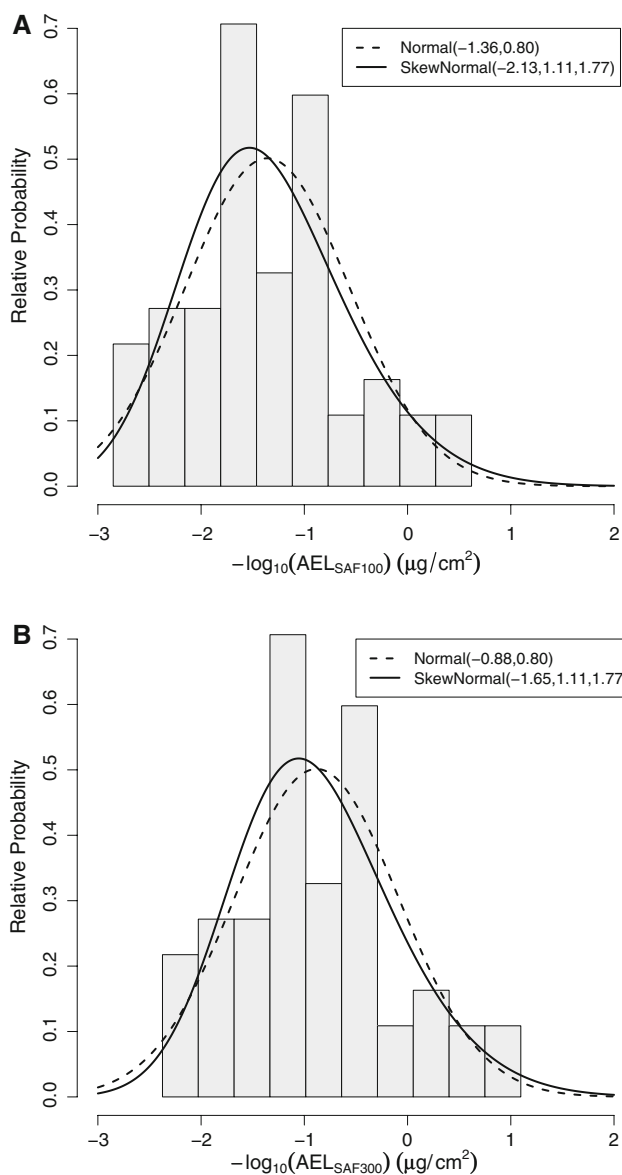 A
Normal(−1.36,0.80)
SkewNormal(−2.13,1.11,1.77)
Relative Probability
0.7
0.6
0.5
0.4
0.3
0.2
0.1
0.0
−3 −2 −1 0 1 2
−log10(AELSAF100) (μg/cm2)
B
Normal(−0.88,0.80)
SkewNormal(−1.65,1.11,1.77
Relative Probability
0.7
0.6
0.5
0.4
0.3
0.2
0.1
0.0
−3 −2 −1 0 1 2
−log10(AELSAF300) (μg/cm2)